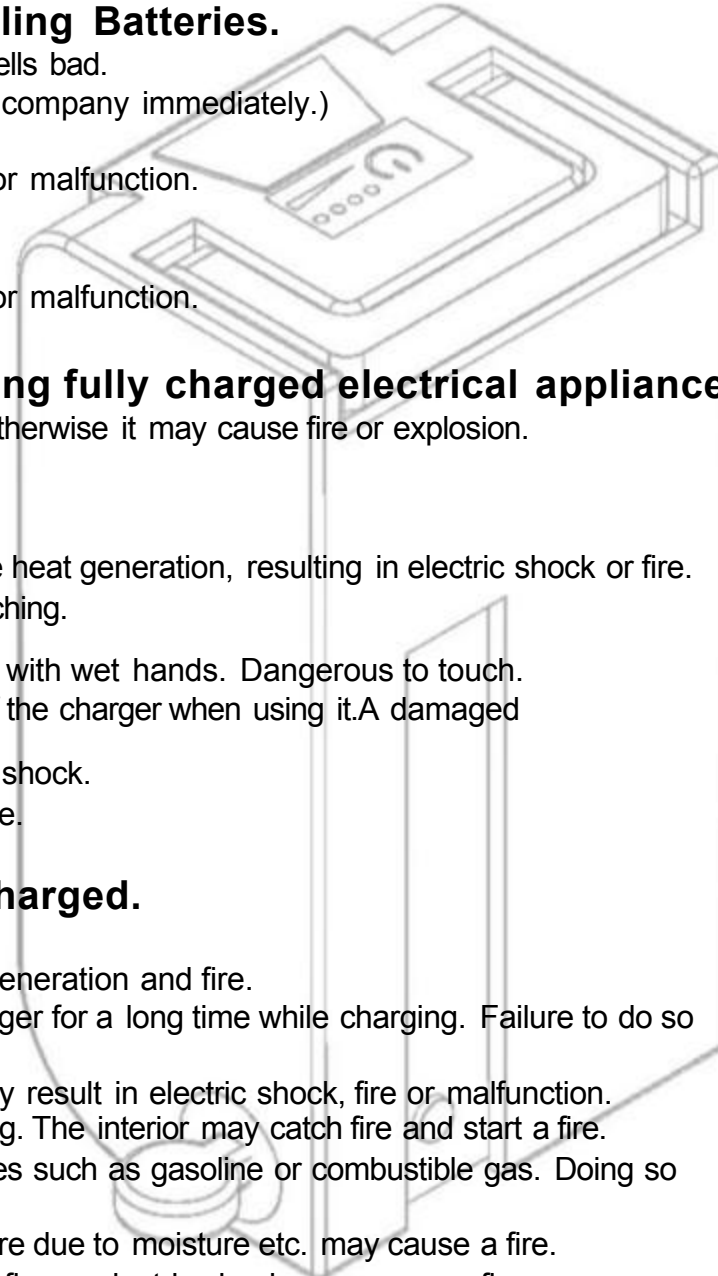 ling Batteries.
ells bad.
company immediately.)
or malfunction.
or malfunction.
ng fully charged electrical appliance
therwise it may cause fire or explosion.
heat generation, resulting in electric shock or fire.
ching.
with wet hands. Dangerous to touch.
the charger when using it.A damaged
shock.
e.
harged.
eneration and fire.
ger for a long time while charging. Failure to do so
y result in electric shock, fire or malfunction.
g. The interior may catch fire and start a fire.
es such as gasoline or combustible gas. Doing so
re due to moisture etc. may cause a fire.